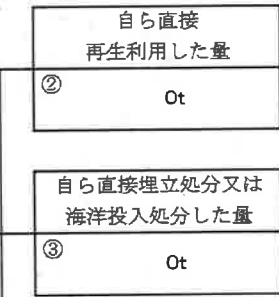 自ら直接
再生利用した量
②
0t
自ら直接埋立処分又は
海洋投入処分した量
③
0t